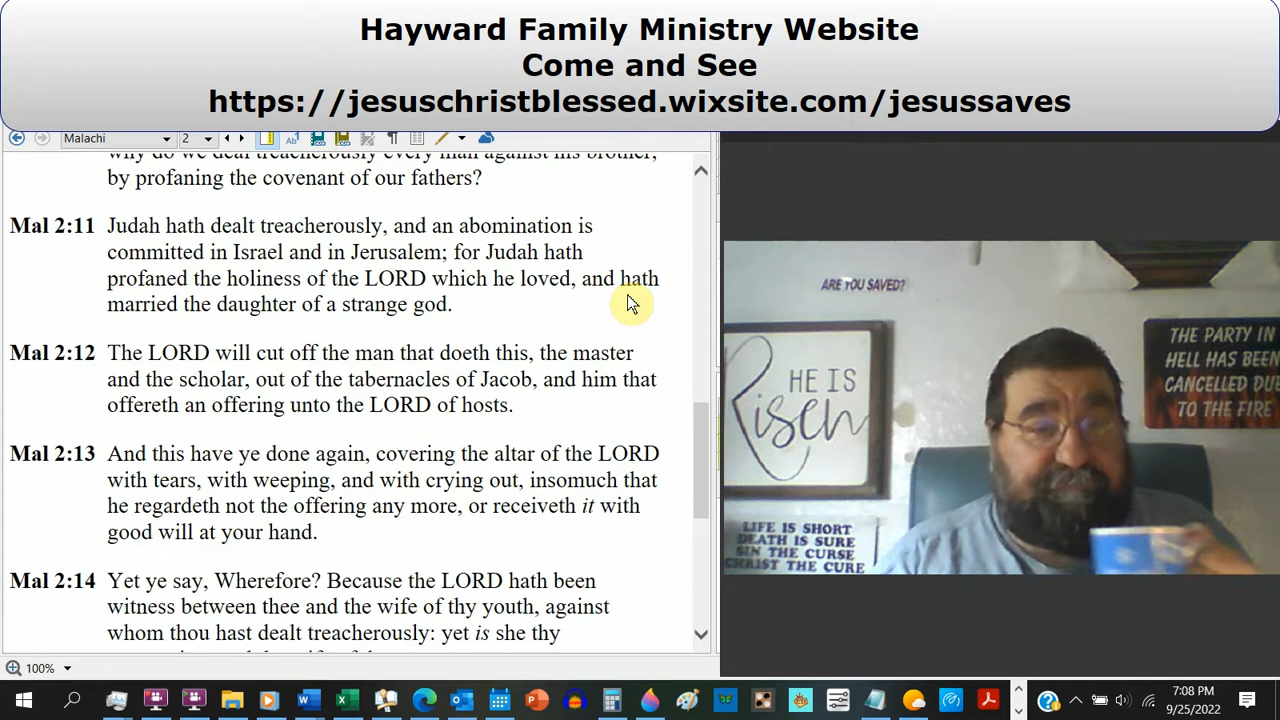 Hayward Family Ministry Website
Come and See
https://jesuschristblessed.wixsite.com/jesussaves
Malachi
2
why do we deal treacherously every man against his brother,
by profaning the covenant of our fathers?
Mal 2:11 Judah hath dealt treacherously, and an abomination is
committed in Israel and in Jerusalem; for Judah hath
profaned the holiness of the LORD which he loved, and hath
married the daughter of a strange god.
Mal 2:12 The LORD will cut off the man that doeth this, the master
and the scholar, out of the tabernacles of Jacob, and him that
offereth an offering unto the LORD of hosts.
Mal 2:13 And this have ye done again, covering the altar of the LORD
with tears, with weeping, and with crying out, insomuch that
he regardeth not the offering any more, or receiveth it with
good will at your hand.
Mal 2:14 Yet ye say, Wherefore? Because the LORD hath been
witness between thee and the wife of thy youth, against
whom thou hast dealt treacherously: yet is she thy
100%
ARE YOU SAVED?
HE IS
Risen
THE PARTY IN
HELL HAS BEEN
CANCELLED DUE
TO THE FIRE
LIFE IS SHORT
DEATH IS SURE
SIN THE CURSE
CHRIST THE CURE
7:08 PM
9/25/2022